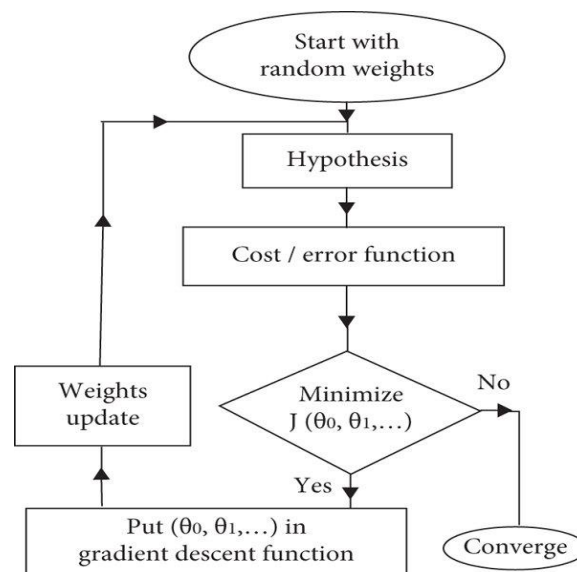 Start with
random weights
Hypothesis
Cost / error function
Minimize
J (θ0, θ1,...)
No
Yes
Weights
update
Put (θ0, θ1,...) in
gradient descent function
Converge